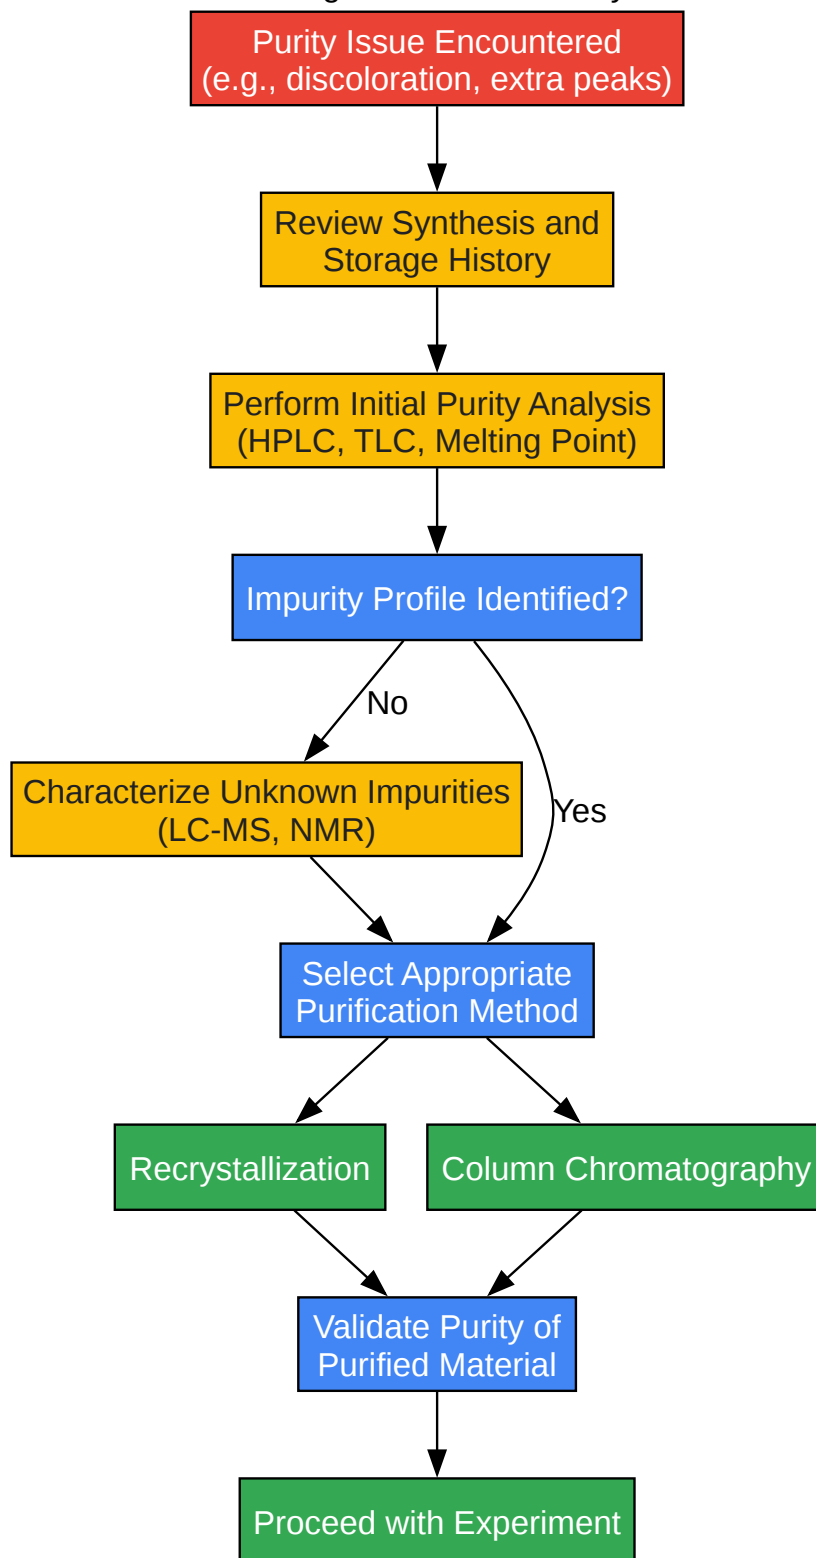 Purity Issue Encountered
(e.g., discoloration, extra peaks)
Review Synthesis and
Storage History
Perform Initial Purity Analysis
(HPLC, TLC, Melting Point)
Impurity Profile Identified?
No
Characterize Unknown Impurities
(LC-MS, NMR)
Yes
Select Appropriate
Purification Method
Recrystallization
Column Chromatography
Validate Purity of
Purified Material
Proceed with Experiment